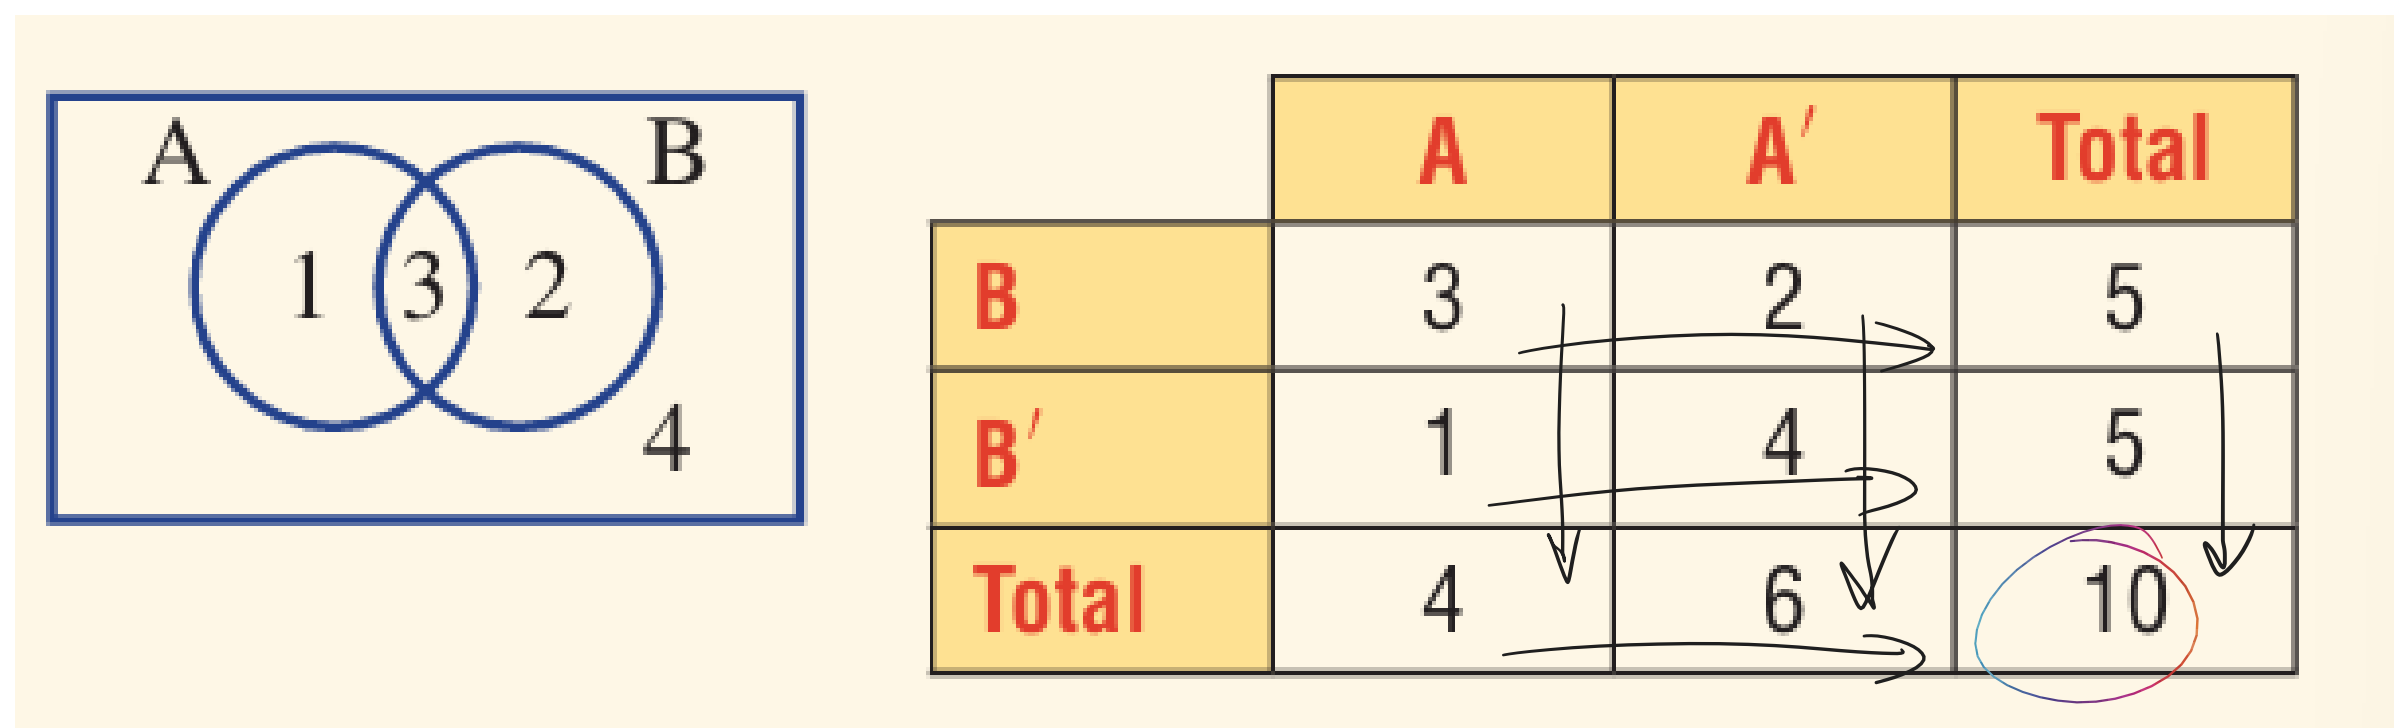 A B
1 3 2
4
A A′ Total
B 3 2 5
B′ 1 4 5
Total 4 6 10